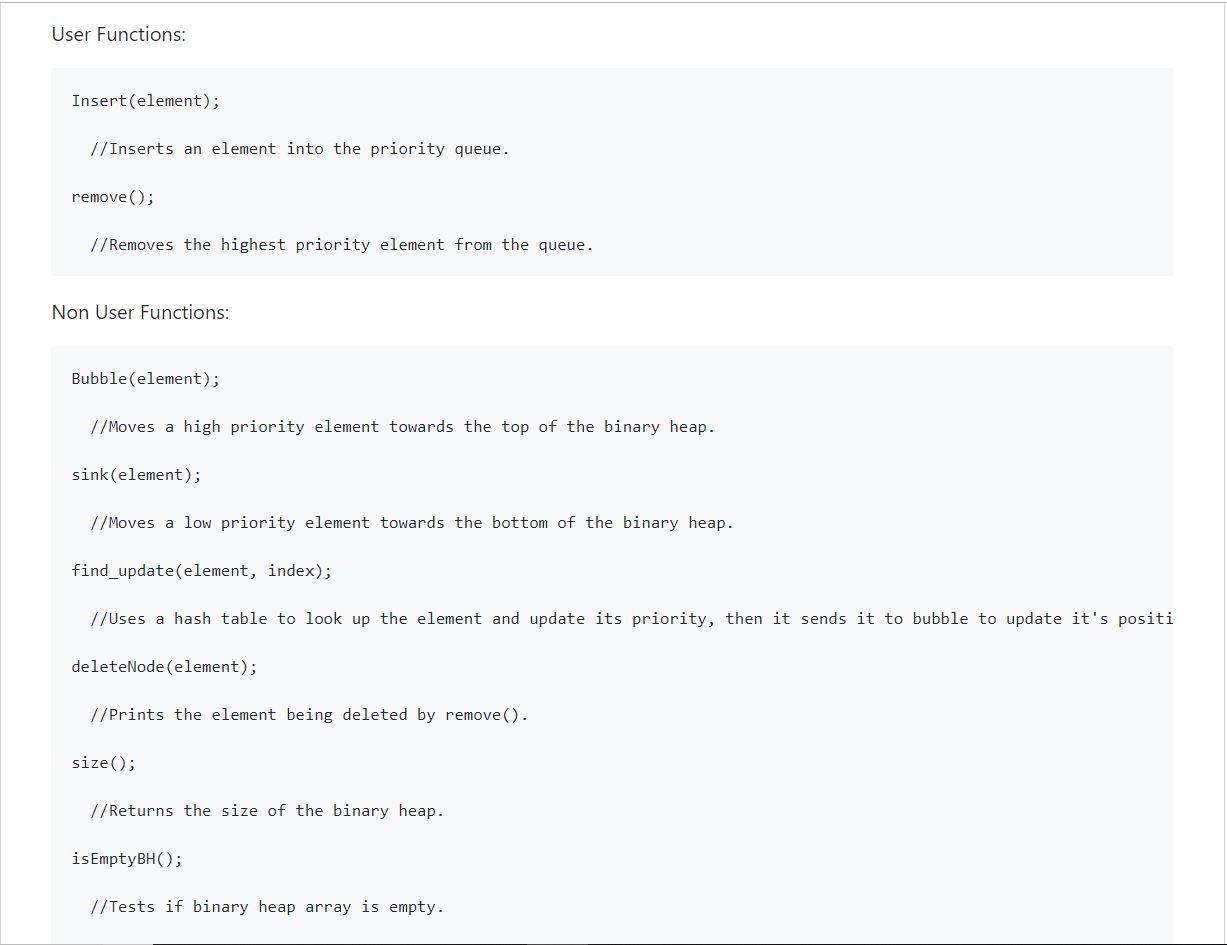 User Functions:
Insert(element);
//Inserts an element into the priority queue.
remove();
//Removes the highest priority element from the queue.
Non User Functions:
Bubble(element);
//Moves a high priority element towards the top of the binary heap.
sink(element);
//Moves a low priority element towards the bottom of the binary heap.
find_update(element, index);
//Uses a hash table to look up the element and update its priority, then it sends it to bubble to update it's positi
deleteNode(element);
//Prints the element being deleted by remove().
size();
//Returns the size of the binary heap.
isEmptyBH();
//Tests if binary heap array is empty.